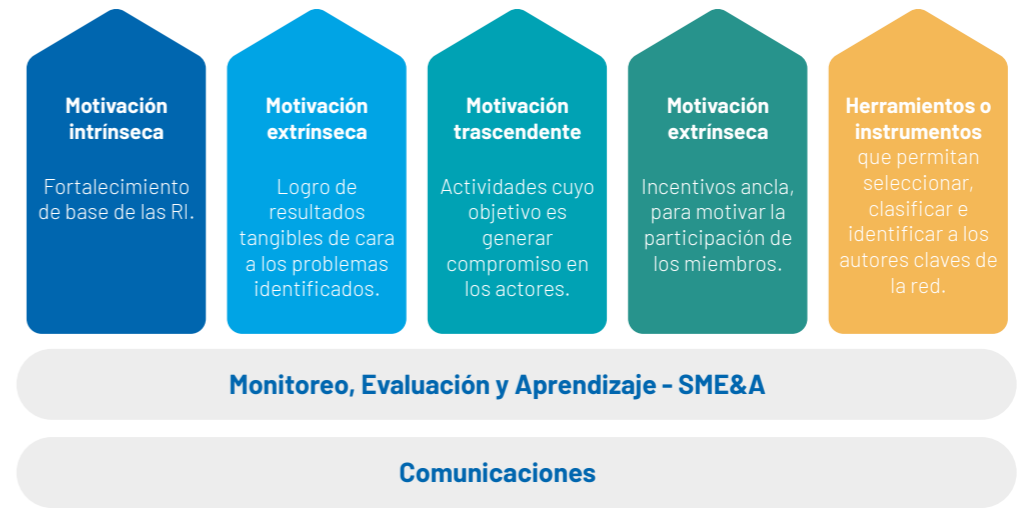 Motivación
intrínseca
Fortalecimiento
de base de las RI.
Motivación
extrínseca
Logro de
resultados
tangibles de cara
a los problemas
identificados.
Motivación
trascendente
Actividades cuyo
objetivo es
generar
compromiso en
los actores.
Motivación
extrínseca
Incentivos ancla,
para motivar la
participación de
los miembros.
Herramientos o
instrumentos
que permitan
seleccionar,
clasificar e
identificar a los
autores claves de
la red.
Monitoreo, Evaluación y Aprendizaje - SME&A
Comunicaciones